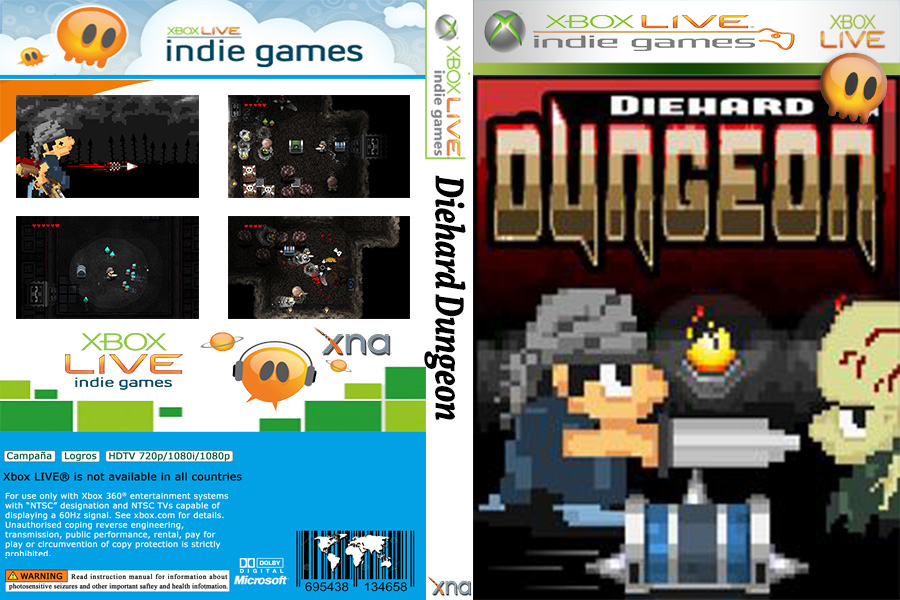 XBOX LIVE
indie games
XBOX LIVE
indie games
xna
Campaña Logros HDTV 720p/1080i/1080p
Xbox LIVE® is not available in all countries
For use only with Xbox 360® entertainment systems
with “NTSC” designation and NTSC TVs capable of
displaying a 60Hz signal. See xbox.com for details.
Unauthorised coping reverse engineering,
transmission, public performance, rental, pay for
play or circumvention of copy protection is strictly
prohibited.
WARNING Read instruction manual for information about
photosensitive seizures and other important saftey and health infotmation.
DOLBY
DIGITAL
Microsoft
695438 134658
XBOX LIVE
indie games
Diehard Dungeon
xna
XBOX LIVE
indie games
XBOX
LIVE
DIEHARD
DUNGEON